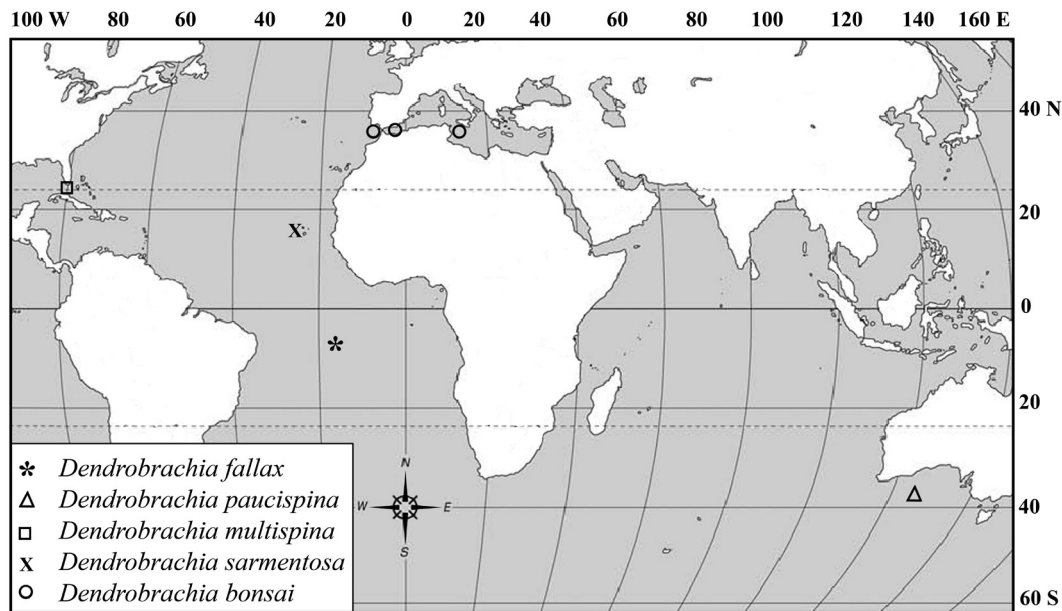 100 W 80 60 40 20 0 20 40 60 80 100 120 140 160 E
40 N
20
0
20
40
60 S
N
W E
S
* Dendrobrachia fallax
△ Dendrobrachia paucispina
□ Dendrobrachia multispina
x Dendrobrachia sarmentosa
○ Dendrobrachia bonsai
x
*